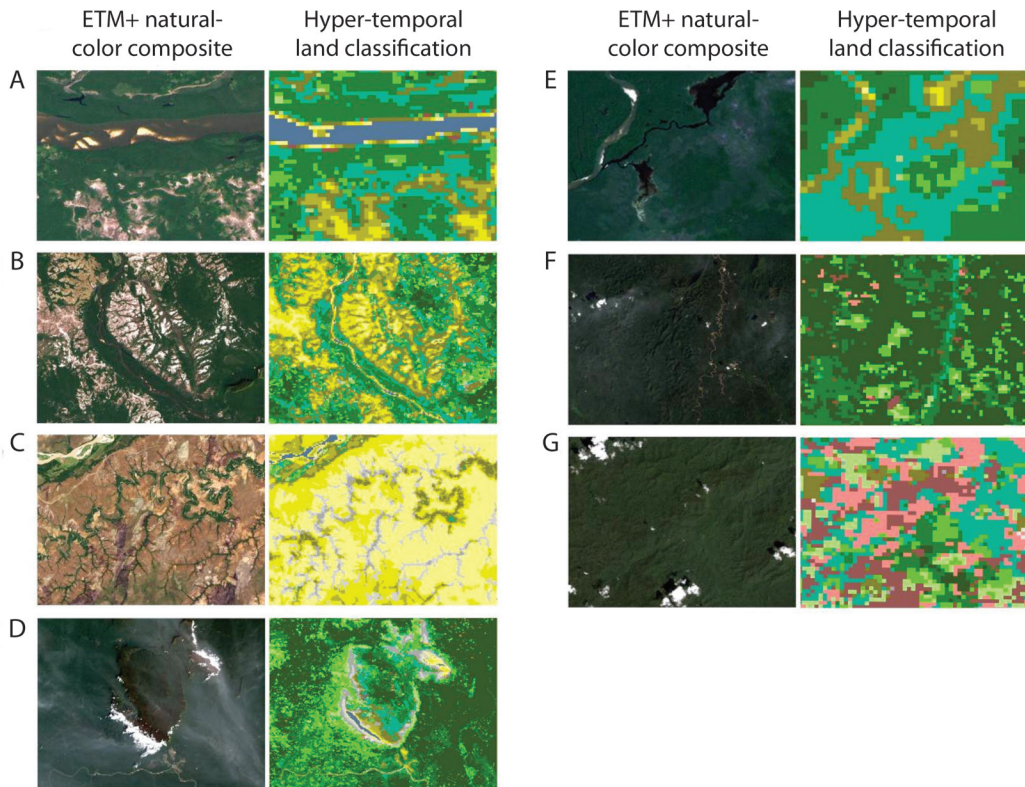 ETM+ natural-
color composite
Hyper-temporal
land classification
ETM+ natural-
color composite
Hyper-temporal
land classification
A
B
C
D
E
F
G